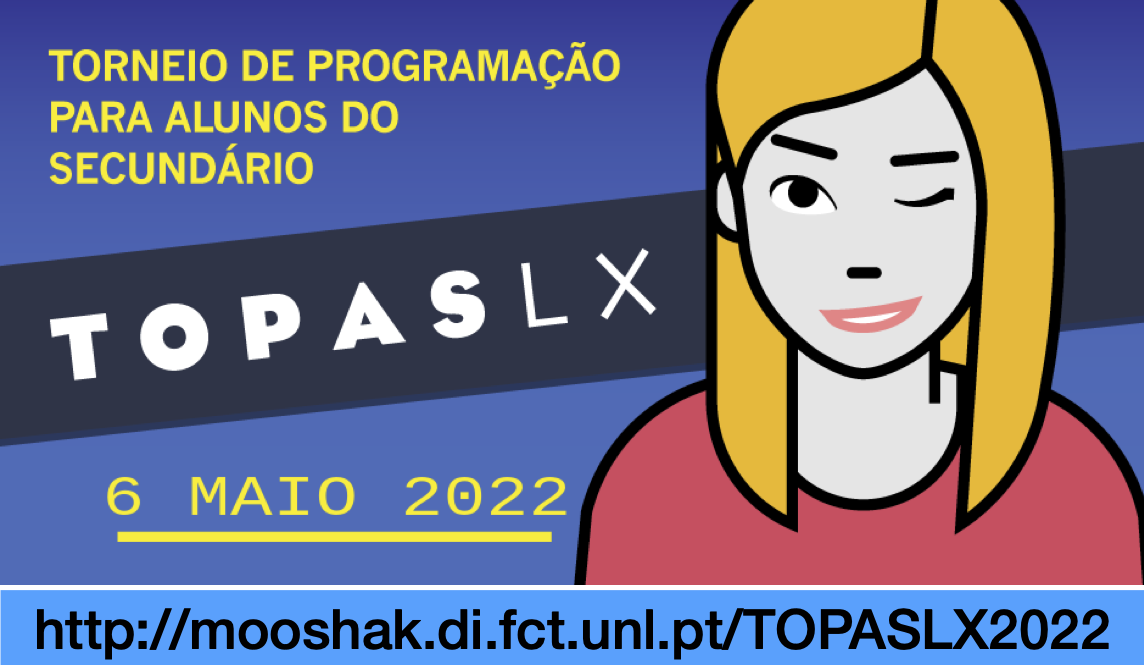 TORNEIO DE PROGRAMAÇÃO
PARA ALUNOS DO
SECUNDÁRIO
TOPASLX
6 MAIO 2022
http://mooshak.di.fct.unl.pt/TOPASLX2022